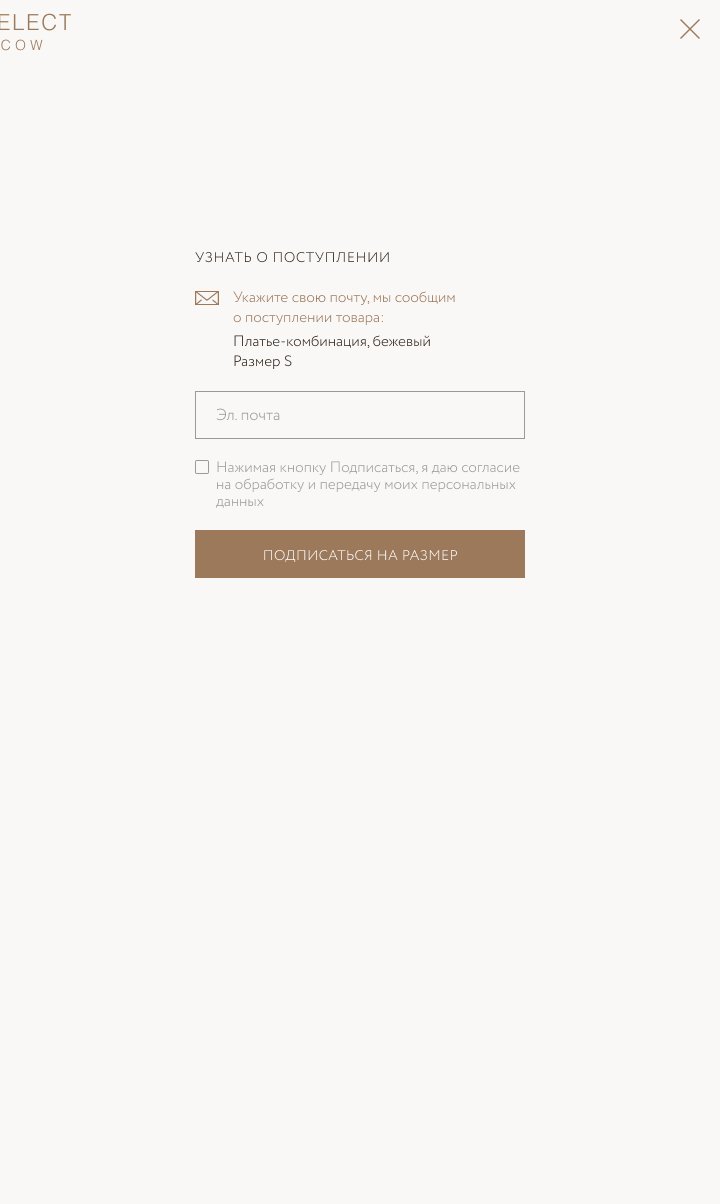 ELECT
COW
УЗНАТЬ О ПОСТУПЛЕНИИ
Укажите свою почту, мы сообщим
о поступлении товара:
Платье-комбинация, бежевый
Размер S
Эл. почта
Нажимая кнопку Подписаться, я даю согласие
на обработку и передачу моих персональных
данных
ПОДПИСАТЬСЯ НА РАЗМЕР